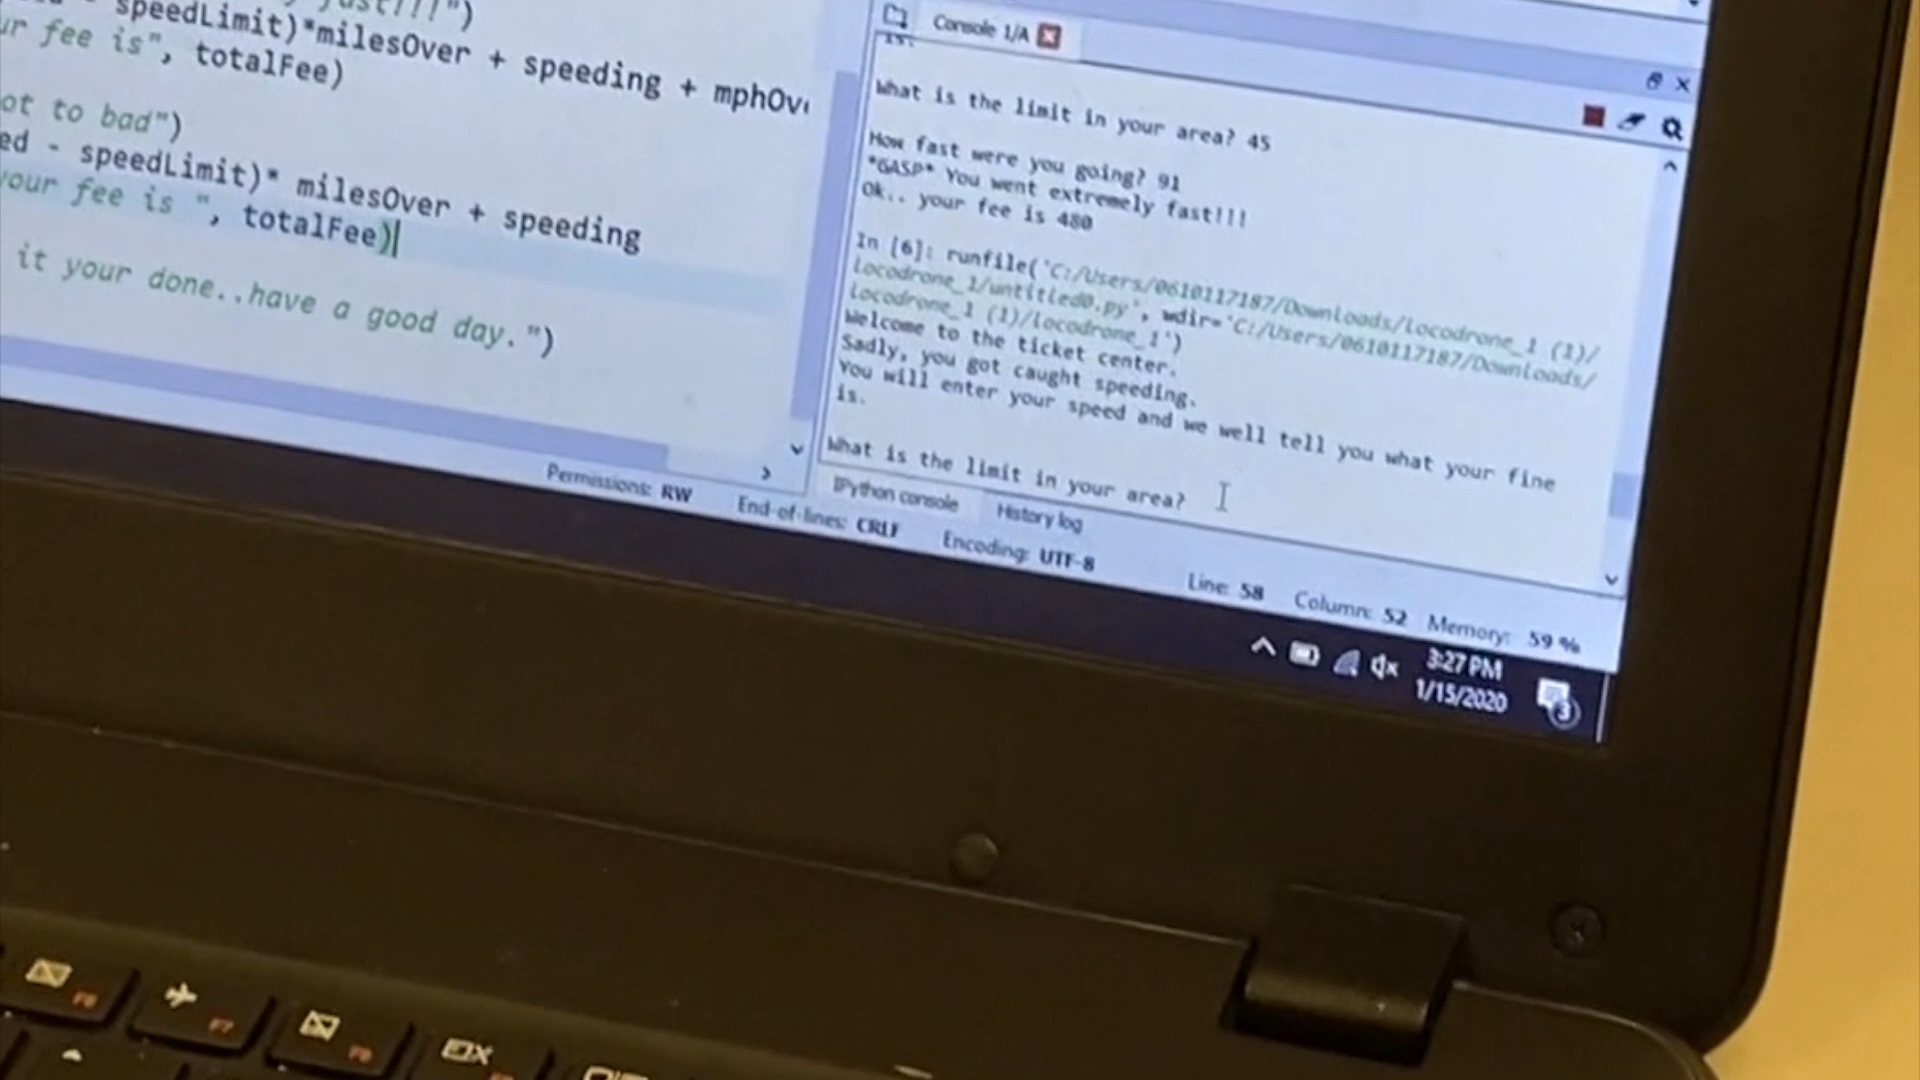 speedLimit)*milesOver + speeding + mphOv
ur fee is", totalFee)
ot to bad")
ed - speedLimit)* milesOver + speeding
your fee is ", totalFee)
it your done..have a good day.")
Console 1/A
is.
What is the limit in your area? 45
How fast were you going? 91
*GASP* You went extremely fast!!!
Ok.. your fee is 480
In [6]: runfile('C:/Users/0610117187/Downloads/locodrone_1 (1)/
locodrone_1/untitled0.py', wdir='C:/Users/0610117187/Downloads/
locodrone_1 (1)/locodrone_1')
Welcome to the ticket center.
Sadly, you got caught speeding.
You will enter your speed and we well tell you what your fine
is.
What is the limit in your area?
IPython console
History log
Permissions: RW
End-of-lines: CRLF
Encoding: UTF-8
Line: 58
Column: 52
Memory: 59 %
3:27 PM
1/15/2020
3
F6
F7
F8